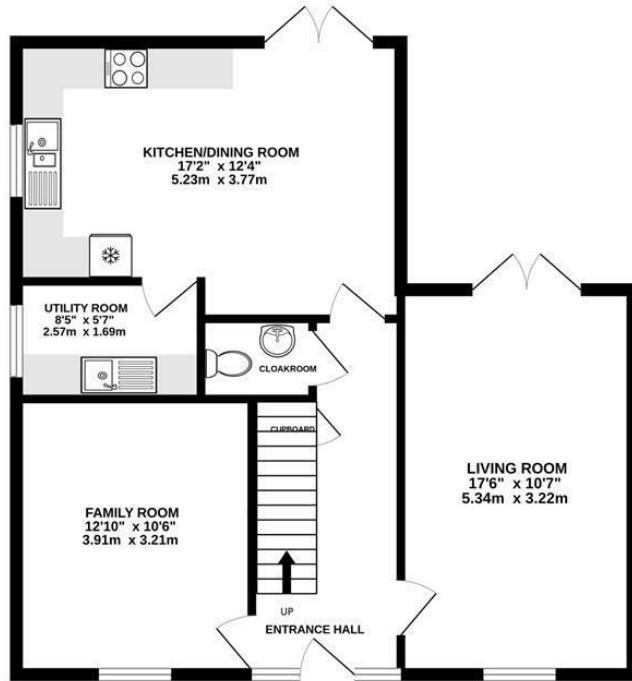 KITCHEN/DINING ROOM
17'2" x 12'4"
5.23m x 3.77m
UTILITY ROOM
8'5" x 5'7"
2.57m x 1.69m
CLOAKROOM
CUPBOARD
LIVING ROOM
17'6" x 10'7"
5.34m x 3.22m
FAMILY ROOM
12'10" x 10'6"
3.91m x 3.21m
UP
ENTRANCE HALL